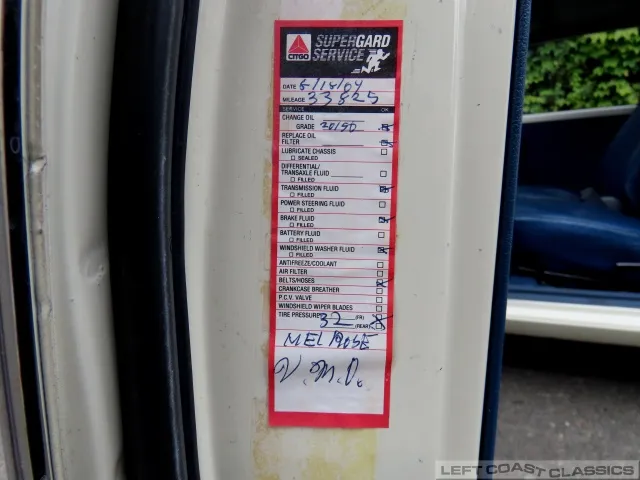 CITGO
SUPERGARD
SERVICE
DATE 8/18/04
MILEAGE 33825
SERVICE OK
CHANGE OIL
GRADE 20/50
REPLACE OIL
FILTER
LUBRICATE CHASSIS
SEALED
DIFFERENTIAL/
TRANSAXLE FLUID
FILLED
TRANSMISSION FLUID
FILLED
POWER STEERING FLUID
FILLED
BRAKE FLUID
FILLED
BATTERY FLUID
FILLED
WINDSHIELD WASHER FLUID
FILLED
ANTIFREEZE/COOLANT
AIR FILTER
BELTS/HOSES
CRANKCASE BREATHER
P.C.V. VALVE
WINDSHIELD WIPER BLADES
TIRE PRESSURE 32 (FR)
(REAR)
MELROSE
V.M.D.
LEFT COAST CLASSICS